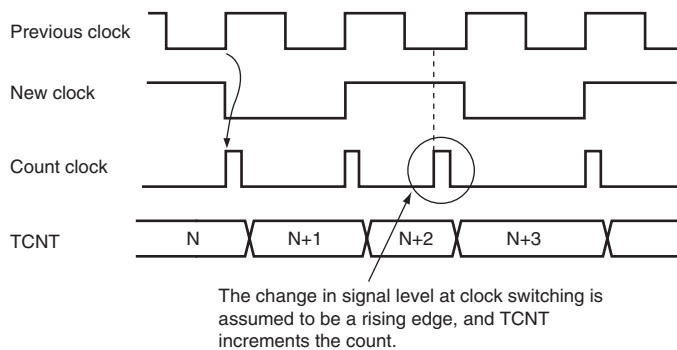 Previous clock
New clock
Count clock
TCNT
N
N+1
N+2
N+3
The change in signal level at clock switching is
assumed to be a rising edge, and TCNT
increments the count.